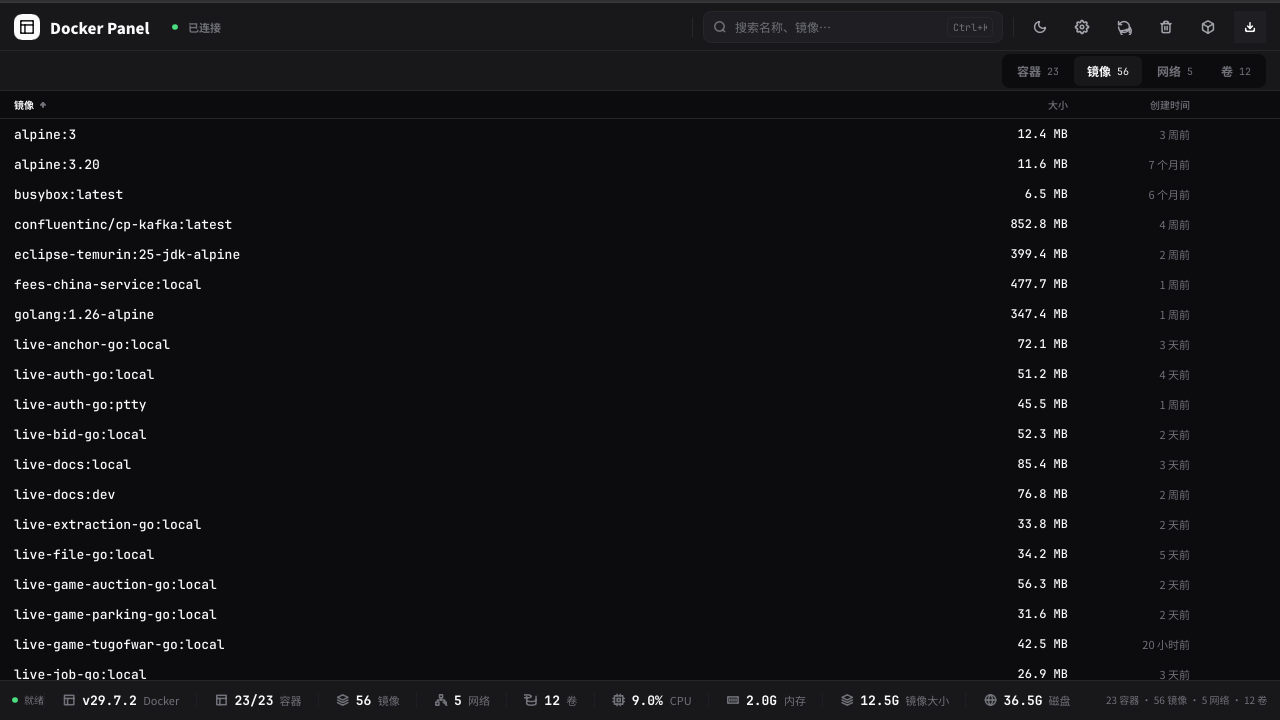 Docker Panel 已连接 搜索名称、镜像… Ctrl+K
容器 23 镜像 56 网络 5 卷 12
镜像 大小 创建时间
alpine:3 12.4 MB 3 周前
alpine:3.20 11.6 MB 7 个月前
busybox:latest 6.5 MB 6 个月前
confluentinc/cp-kafka:latest 852.8 MB 4 周前
eclipse-temurin:25-jdk-alpine 399.4 MB 2 周前
fees-china-service:local 477.7 MB 1 周前
golang:1.26-alpine 347.4 MB 1 周前
live-anchor-go:local 72.1 MB 3 天前
live-auth-go:local 51.2 MB 4 天前
live-auth-go:ptty 45.5 MB 1 周前
live-bid-go:local 52.3 MB 2 天前
live-docs:local 85.4 MB 3 天前
live-docs:dev 76.8 MB 2 周前
live-extraction-go:local 33.8 MB 2 天前
live-file-go:local 34.2 MB 5 天前
live-game-auction-go:local 56.3 MB 2 天前
live-game-parking-go:local 31.6 MB 2 天前
live-game-tugofwar-go:local 42.5 MB 20 小时前
live-job-go:local 26.9 MB 3 天前
就绪 v29.7.2 Docker 23/23 容器 56 镜像 5 网络 12 卷 9.0% CPU 2.0G 内存 12.5G 镜像大小 36.5G 磁盘 23 容器 · 56 镜像 · 5 网络 · 12 卷